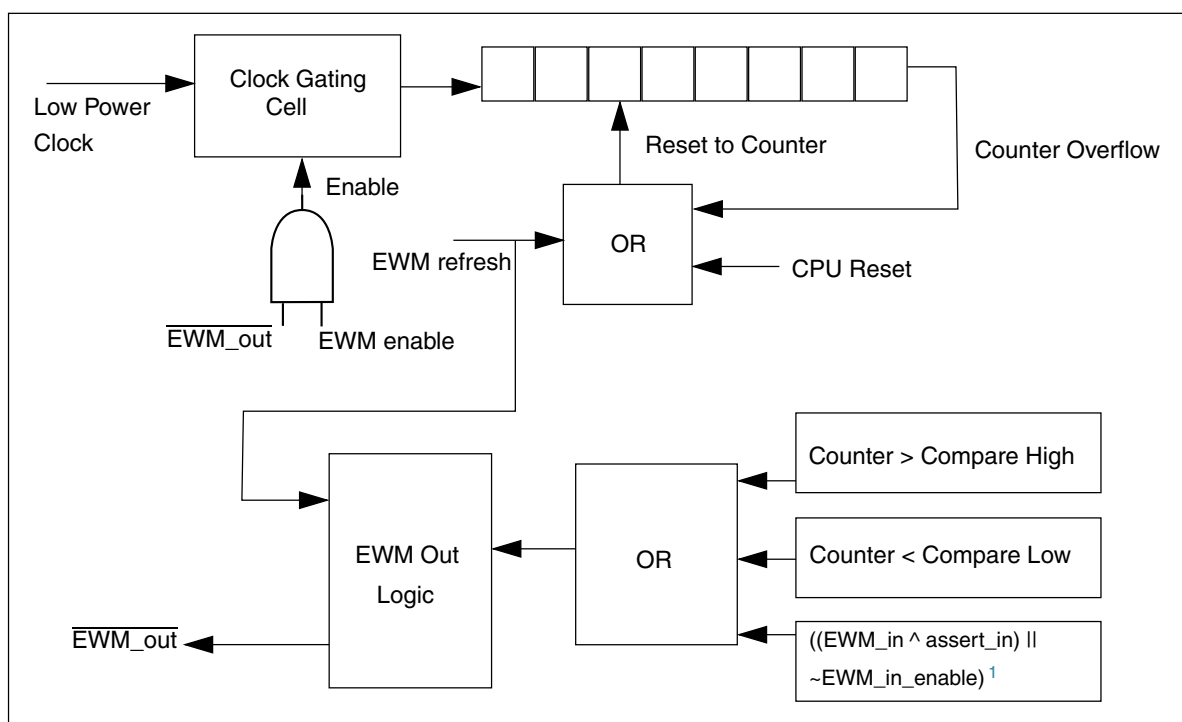 Clock Gating
Cell
Low Power
Clock
Enable
Reset to Counter
Counter Overflow
OR
EWM refresh
CPU Reset
EWM_out
EWM enable
Counter > Compare High
EWM Out
Logic
OR
Counter < Compare Low
EWM_out
((EWM_in ^ assert_in) ||
~EWM_in_enable) 1